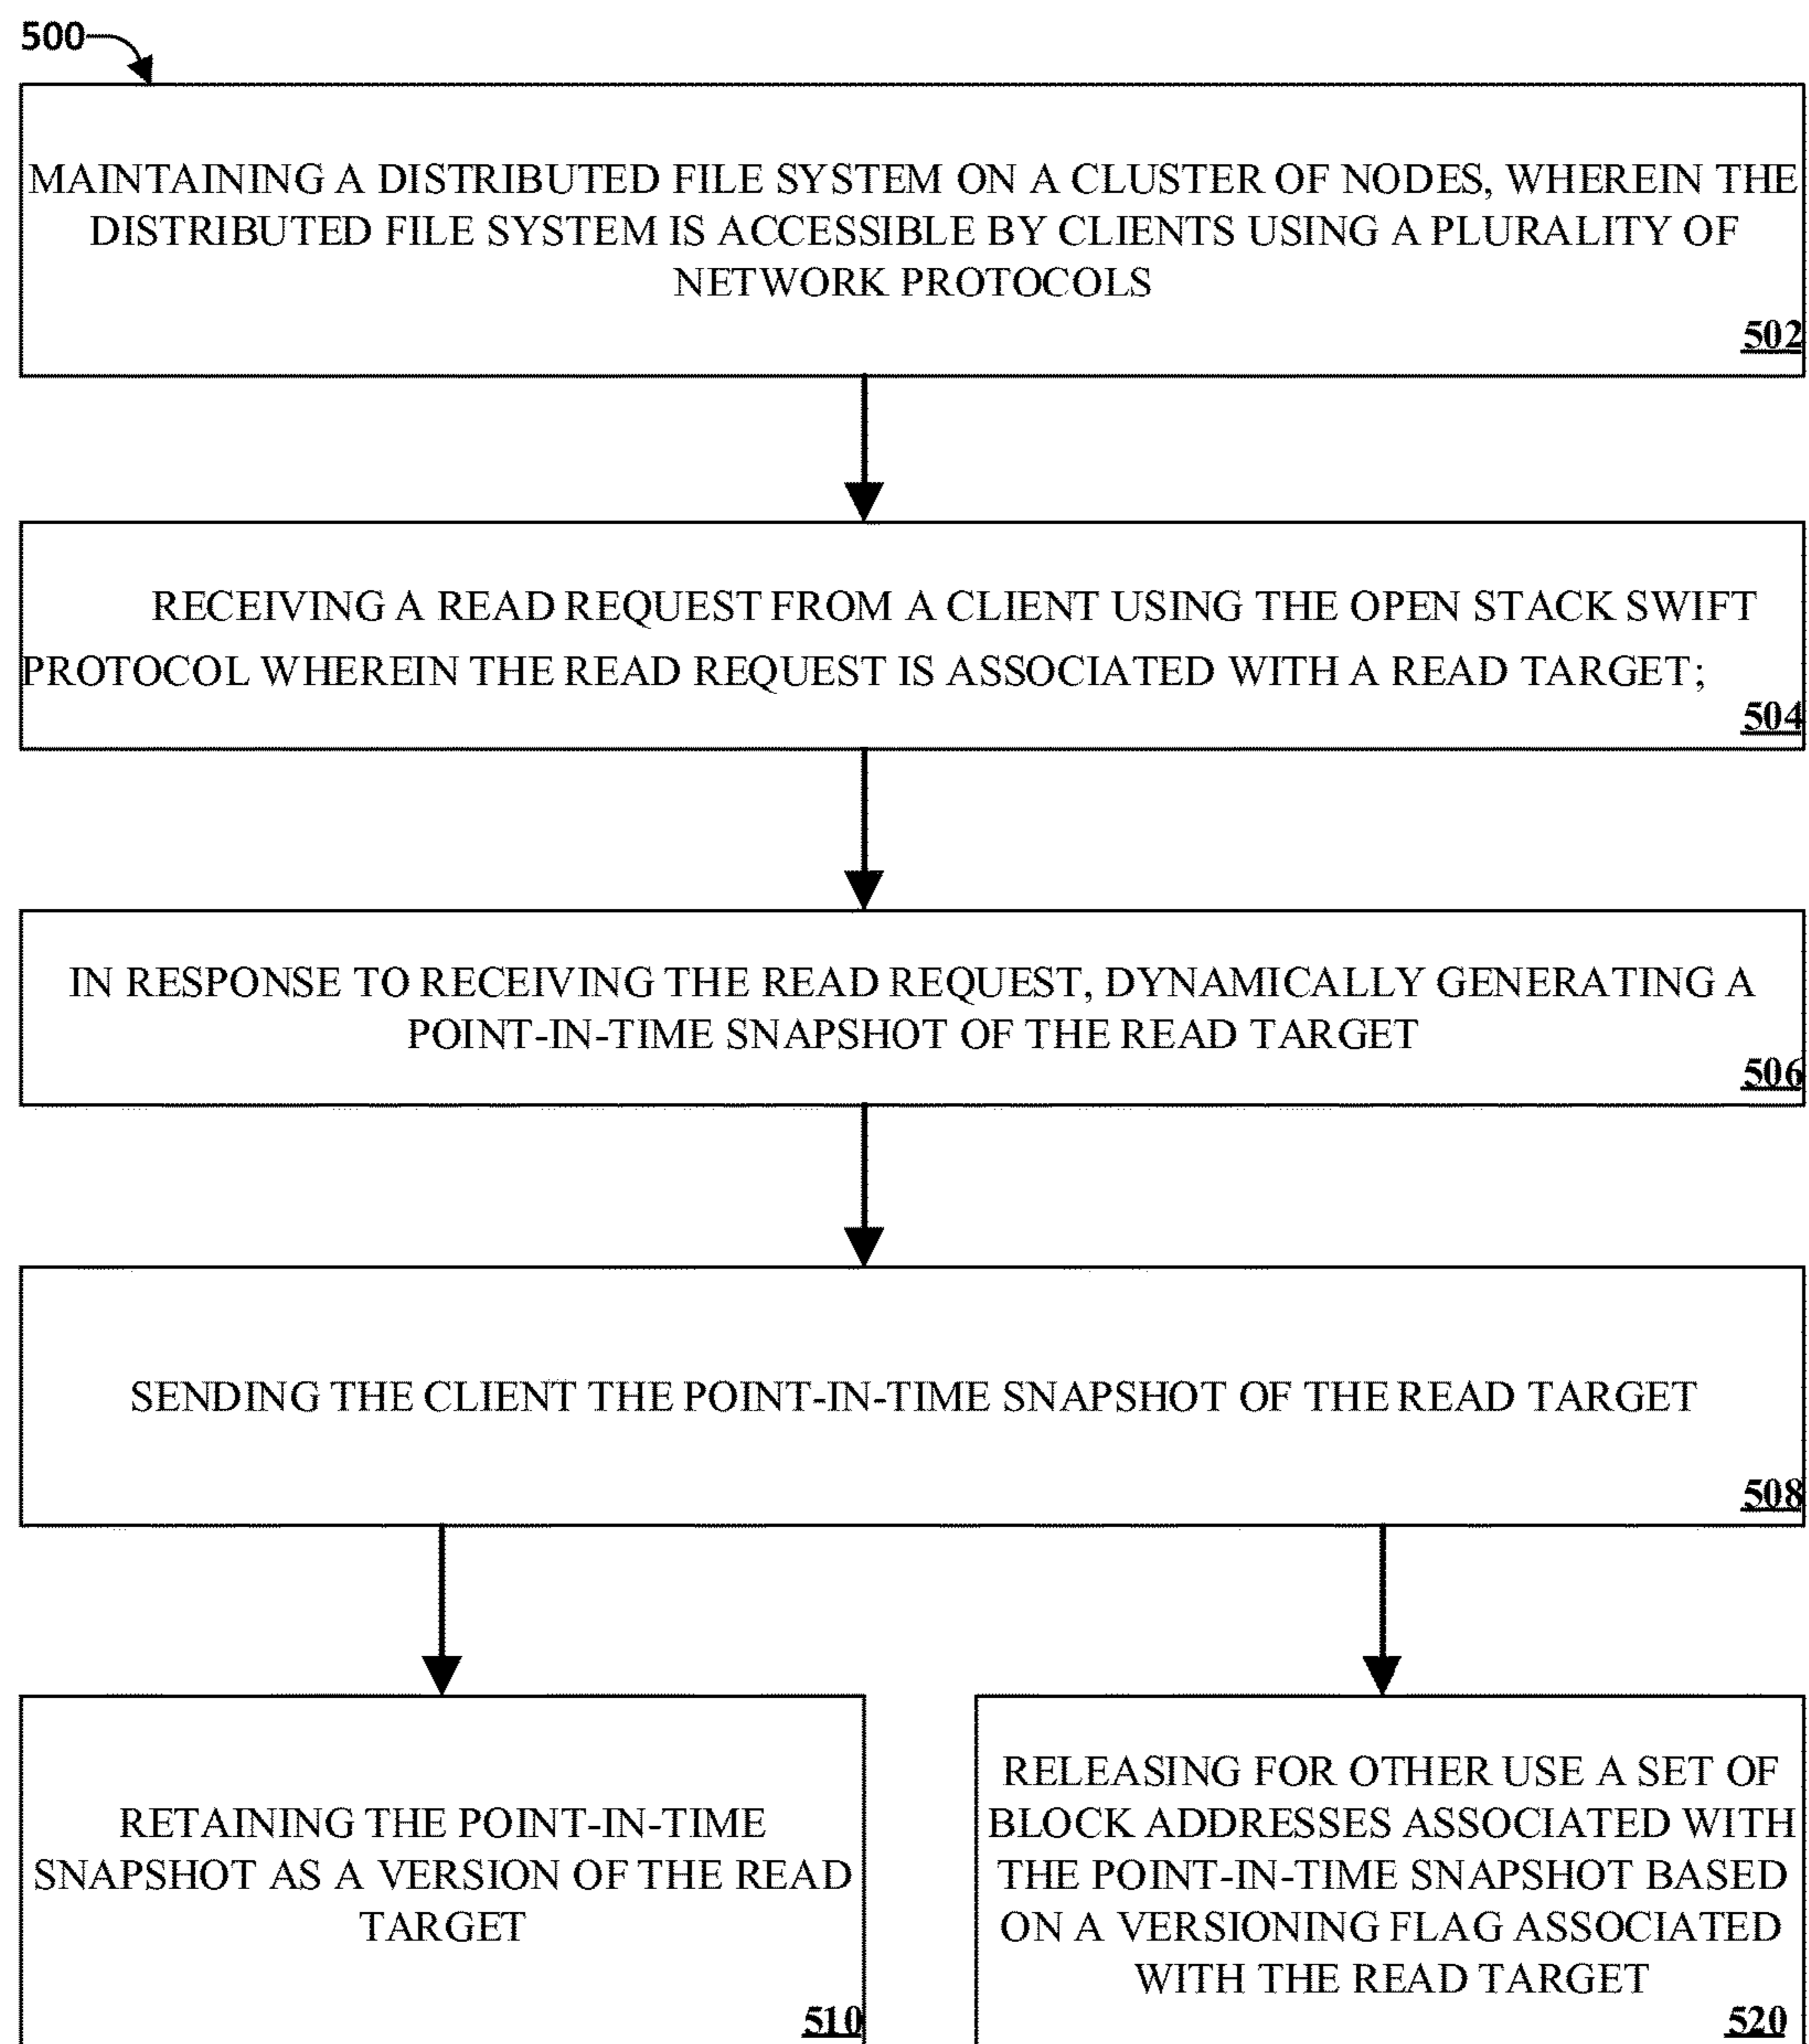 500
MAINTAINING A DISTRIBUTED FILE SYSTEM ON A CLUSTER OF NODES, WHEREIN THE
DISTRIBUTED FILE SYSTEM IS ACCESSIBLE BY CLIENTS USING A PLURALITY OF
NETWORK PROTOCOLS
502
RECEIVING A READ REQUEST FROM A CLIENT USING THE OPEN STACK SWIFT
PROTOCOL WHEREIN THE READ REQUEST IS ASSOCIATED WITH A READ TARGET;
504
IN RESPONSE TO RECEIVING THE READ REQUEST, DYNAMICALLY GENERATING A
POINT-IN-TIME SNAPSHOT OF THE READ TARGET
506
SENDING THE CLIENT THE POINT-IN-TIME SNAPSHOT OF THE READ TARGET
508
RETAINING THE POINT-IN-TIME
SNAPSHOT AS A VERSION OF THE READ
TARGET
510
RELEASING FOR OTHER USE A SET OF
BLOCK ADDRESSES ASSOCIATED WITH
THE POINT-IN-TIME SNAPSHOT BASED
ON A VERSIONING FLAG ASSOCIATED
WITH THE READ TARGET
520